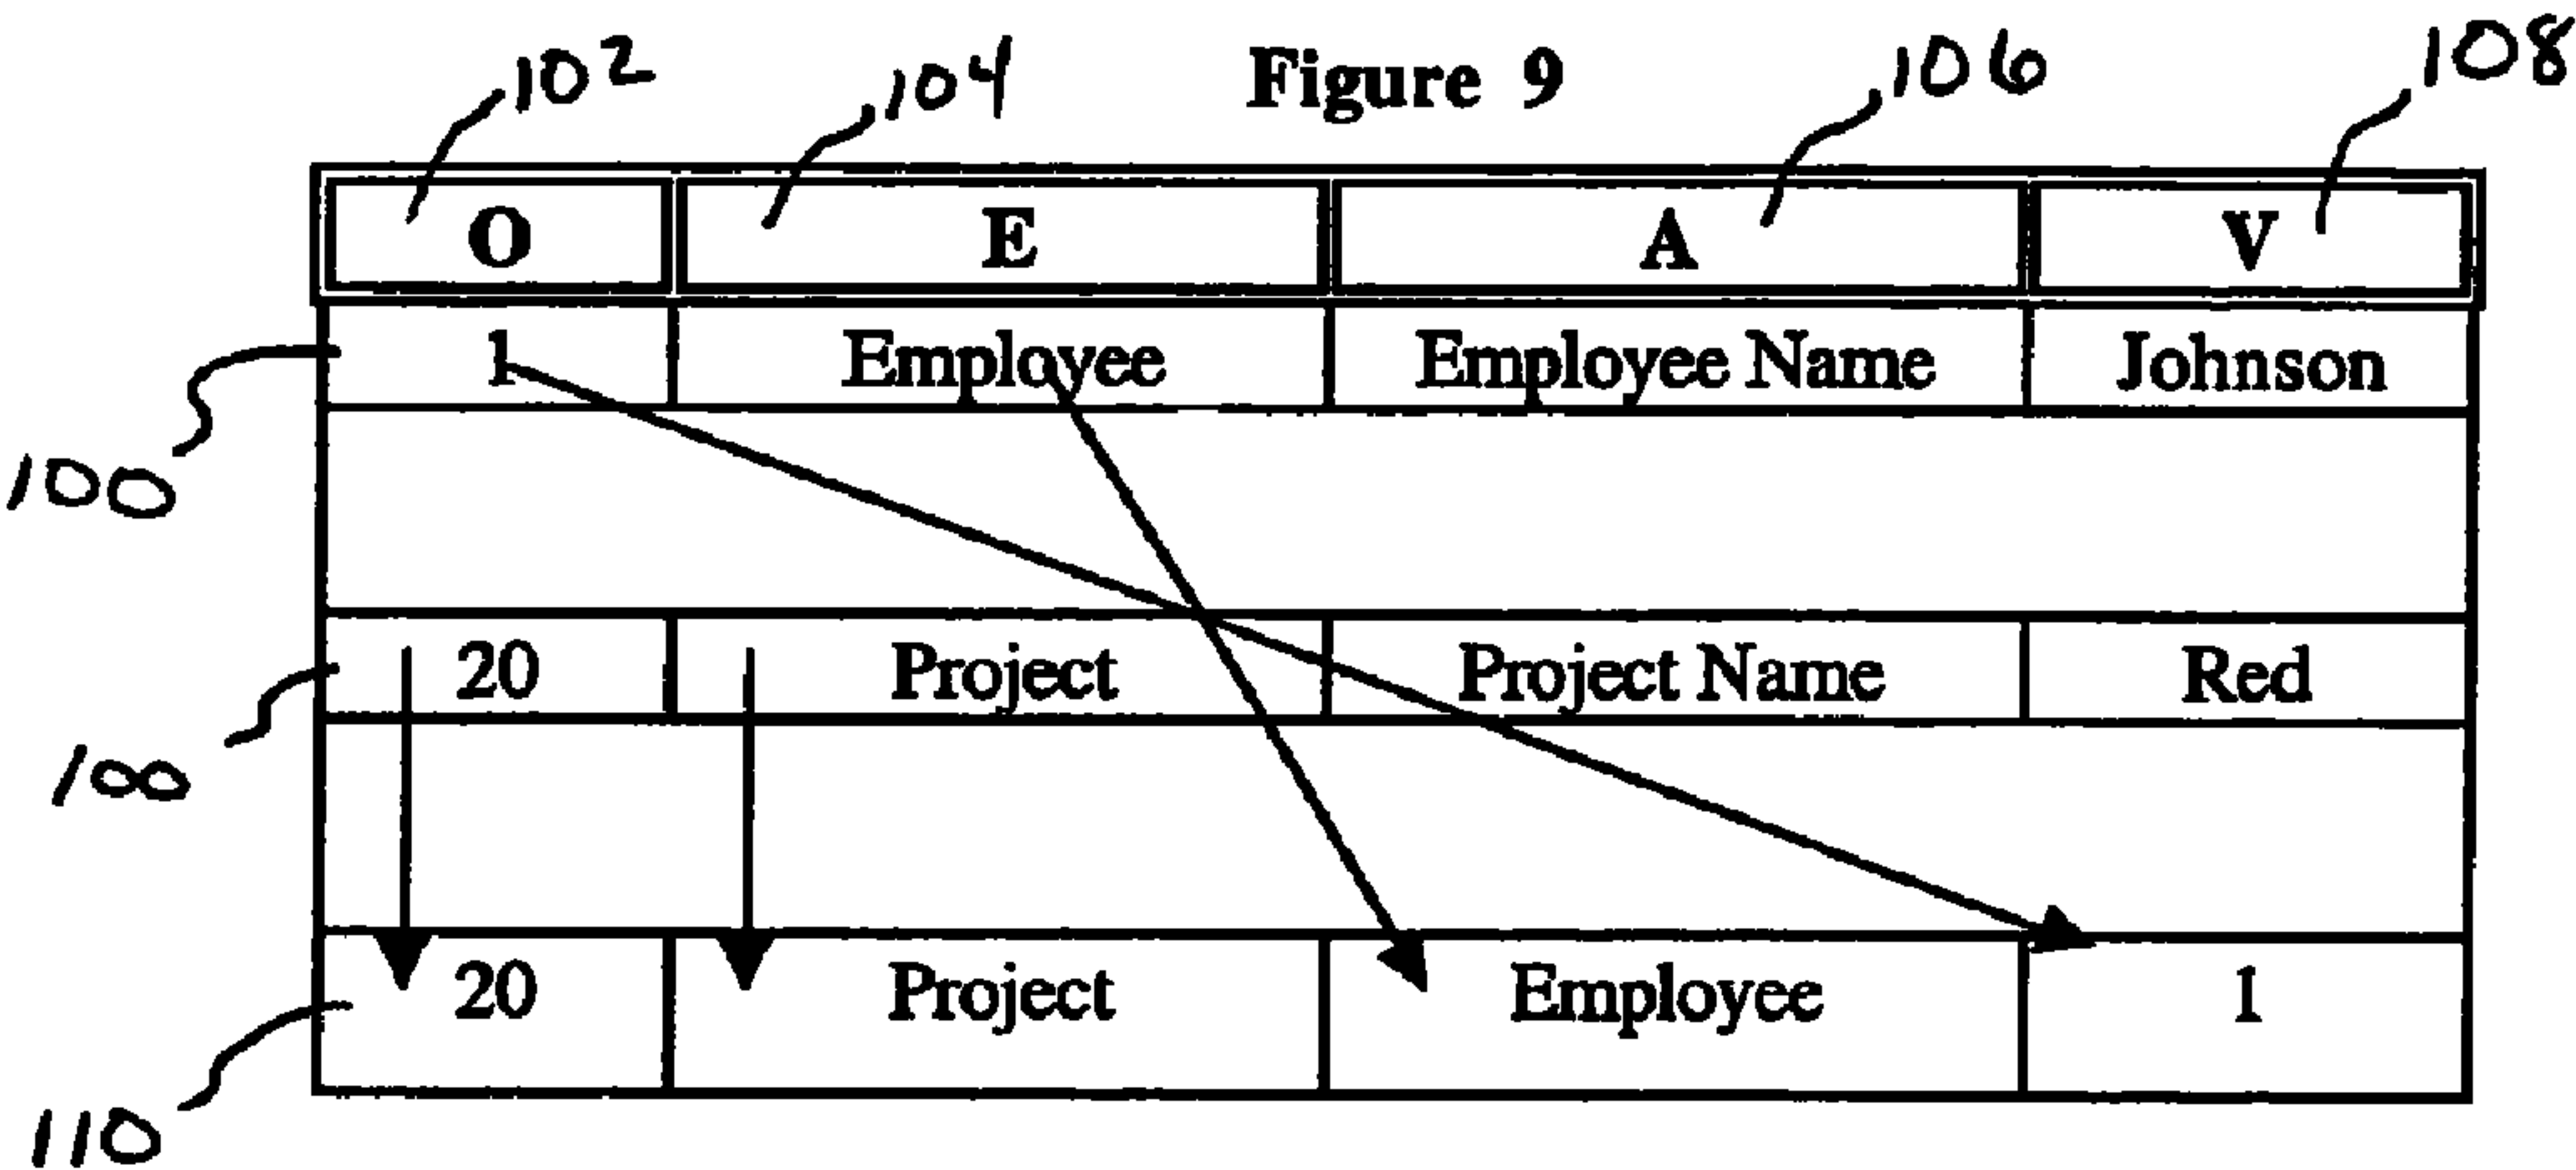 102 104 Figure 9 106 108
O E A V
1 Employee Employee Name Johnson
100
20 Project Project Name Red
100
20 Project Employee 1
110